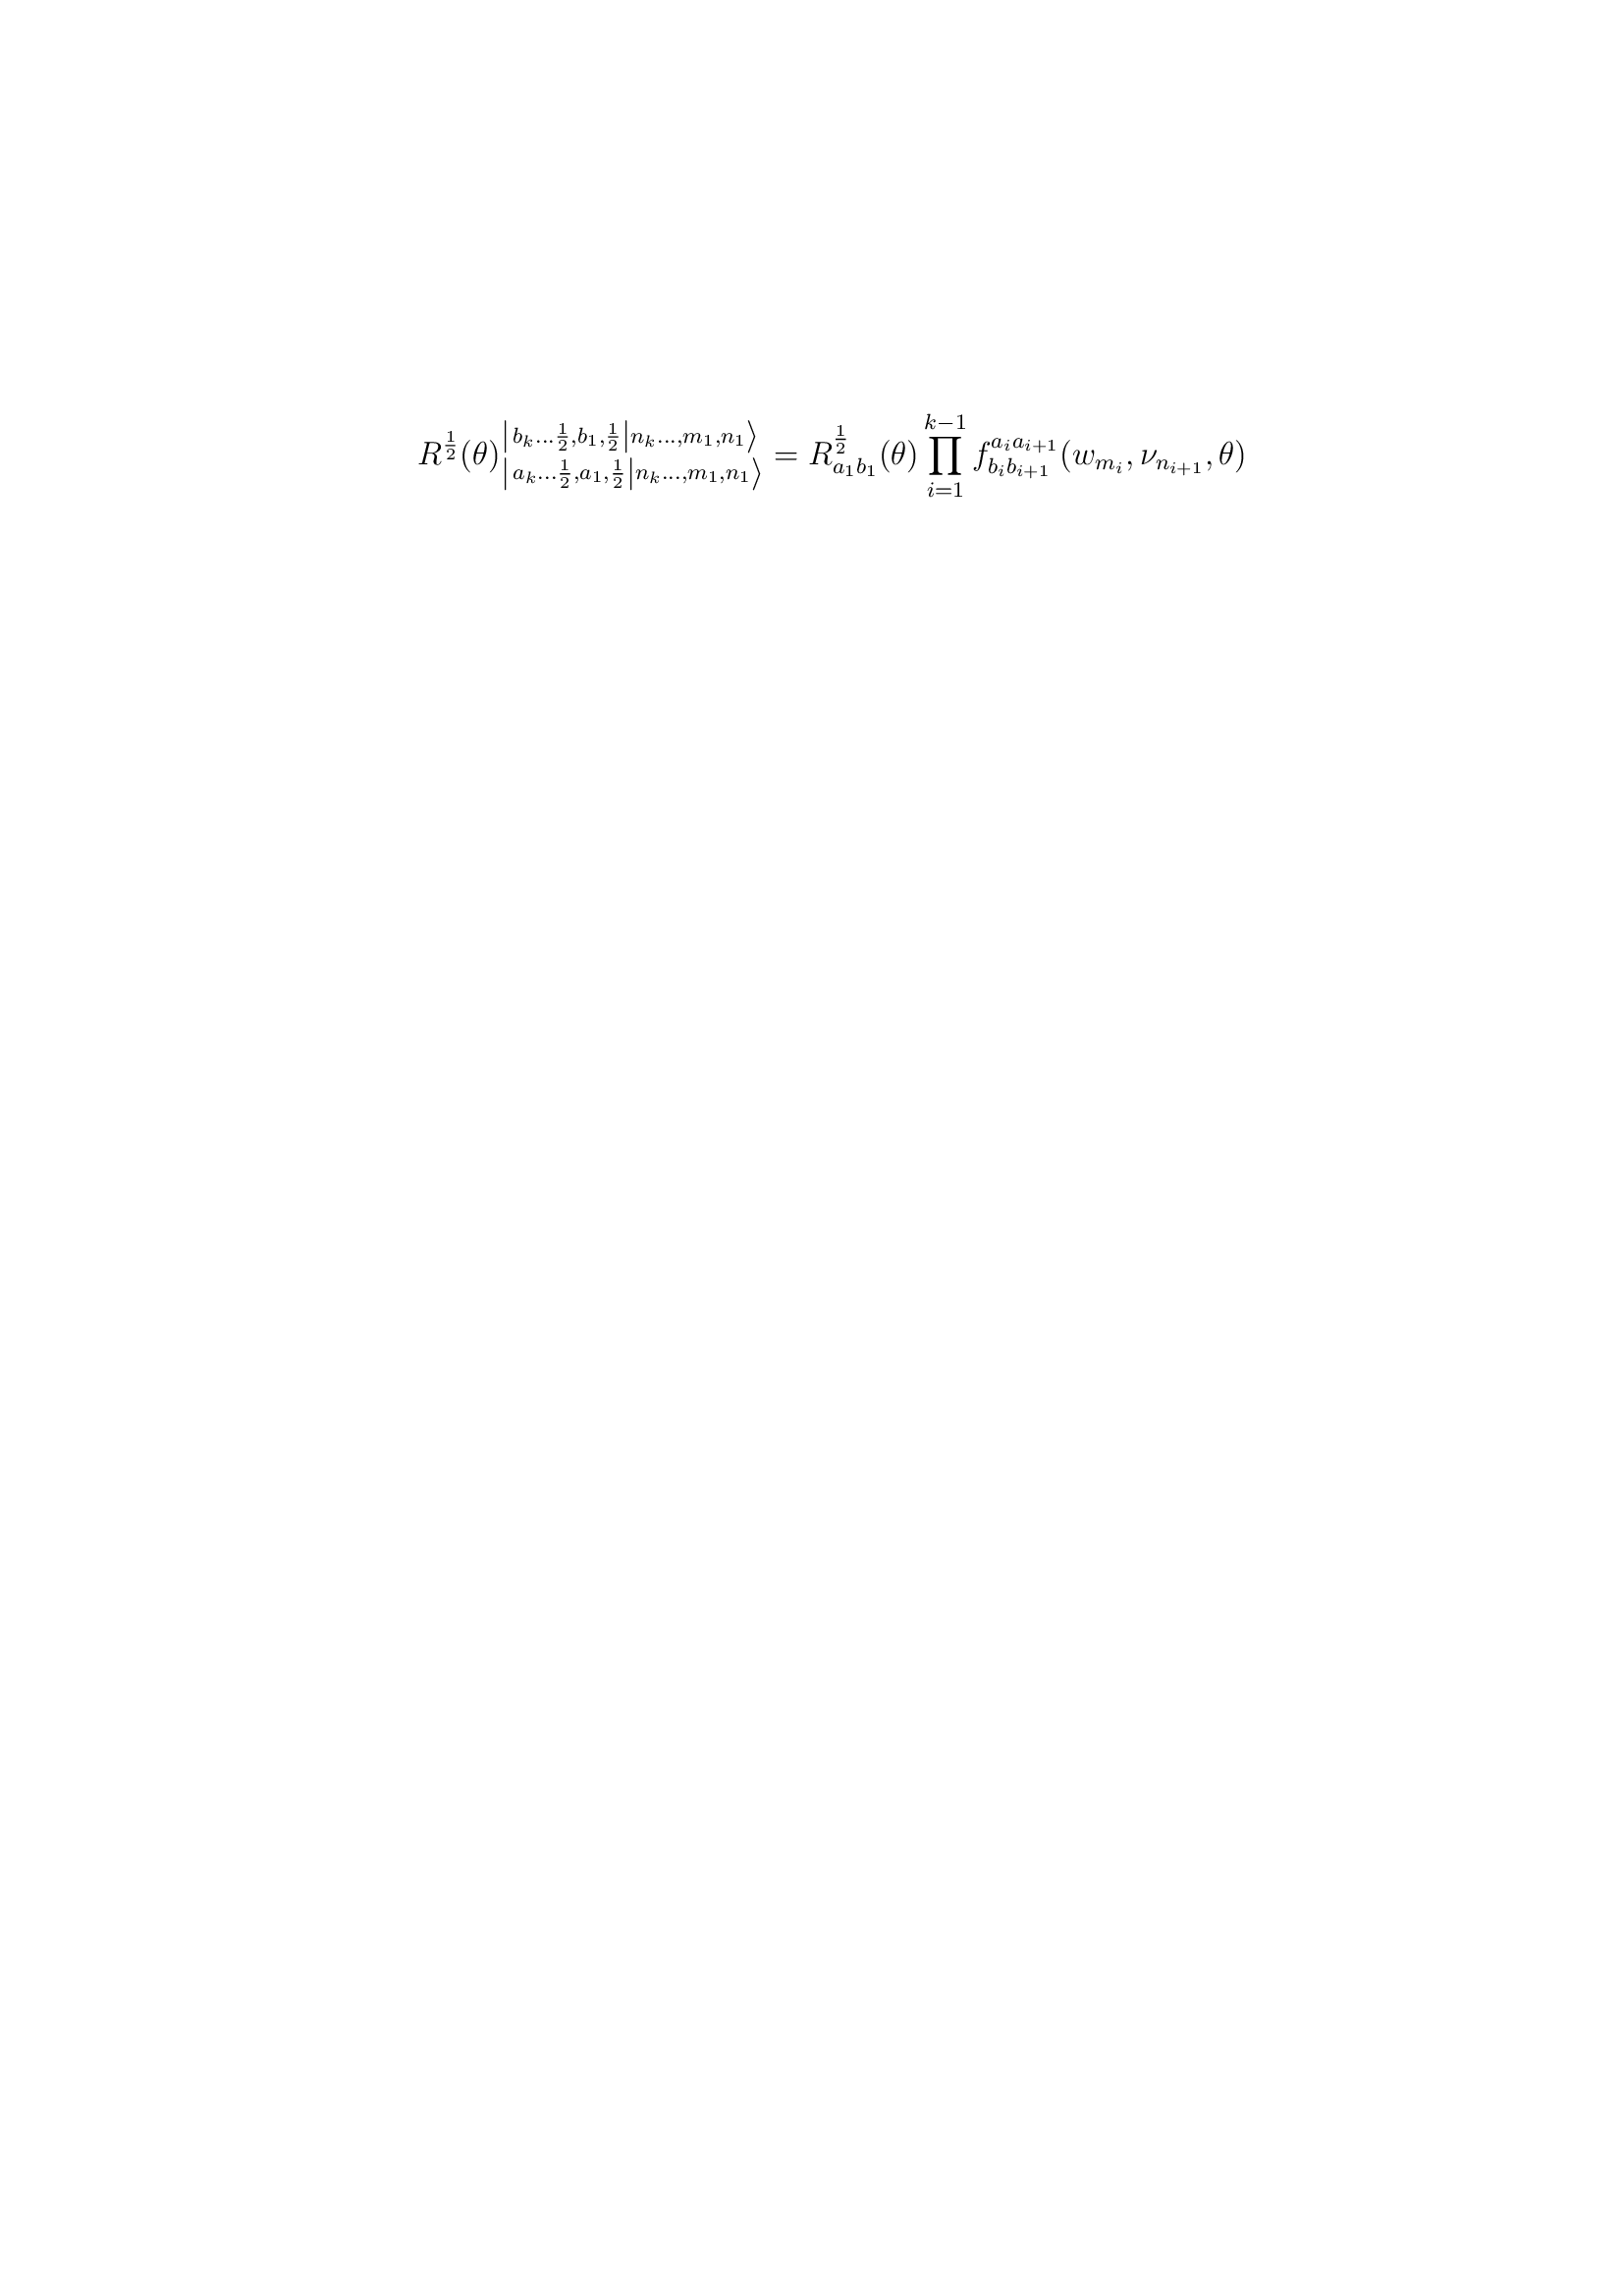 $R^{\frac{1}{2}}(\theta)^{\left| b_k \ldots \frac{1}{2}, b_1, \frac{1}{2} \middle| n_k \ldots, m_1, n_1 \right\rangle}_{\left| a_k \ldots \frac{1}{2}, a_1, \frac{1}{2} \middle| n_k \ldots, m_1, n_1 \right\rangle} = R^{\frac{1}{2}}_{a_1 b_1}(\theta) \prod_{i=1}^{k-1} f^{a_i a_{i+1}}_{b_i b_{i+1}}(w_{m_i}, \nu_{n_{i+1}}, \theta)$